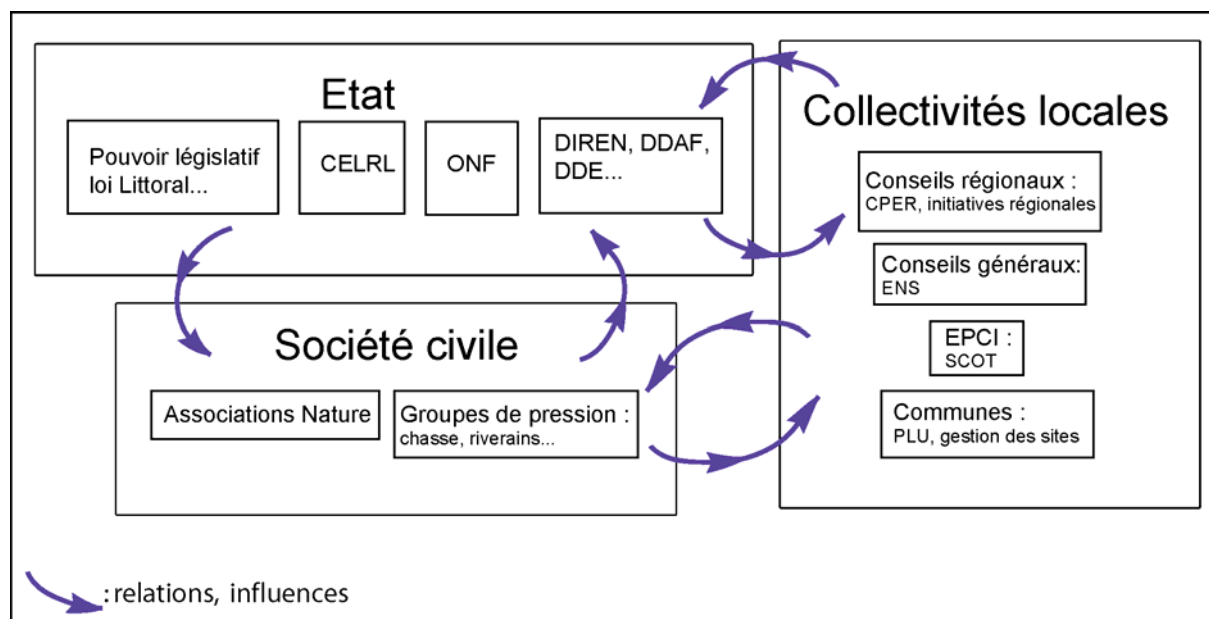 Etat
Pouvoir législatif
loi Littoral...
CELRL
ONF
DIREN, DDAF,
DDE...
Collectivités locales
Conseils régionaux :
CPER, initiatives régionales
Conseils généraux:
ENS
EPCI :
SCOT
Communes :
PLU, gestion des sites
Société civile
Associations Nature
Groupes de pression :
chasse, riverains...
: relations, influences